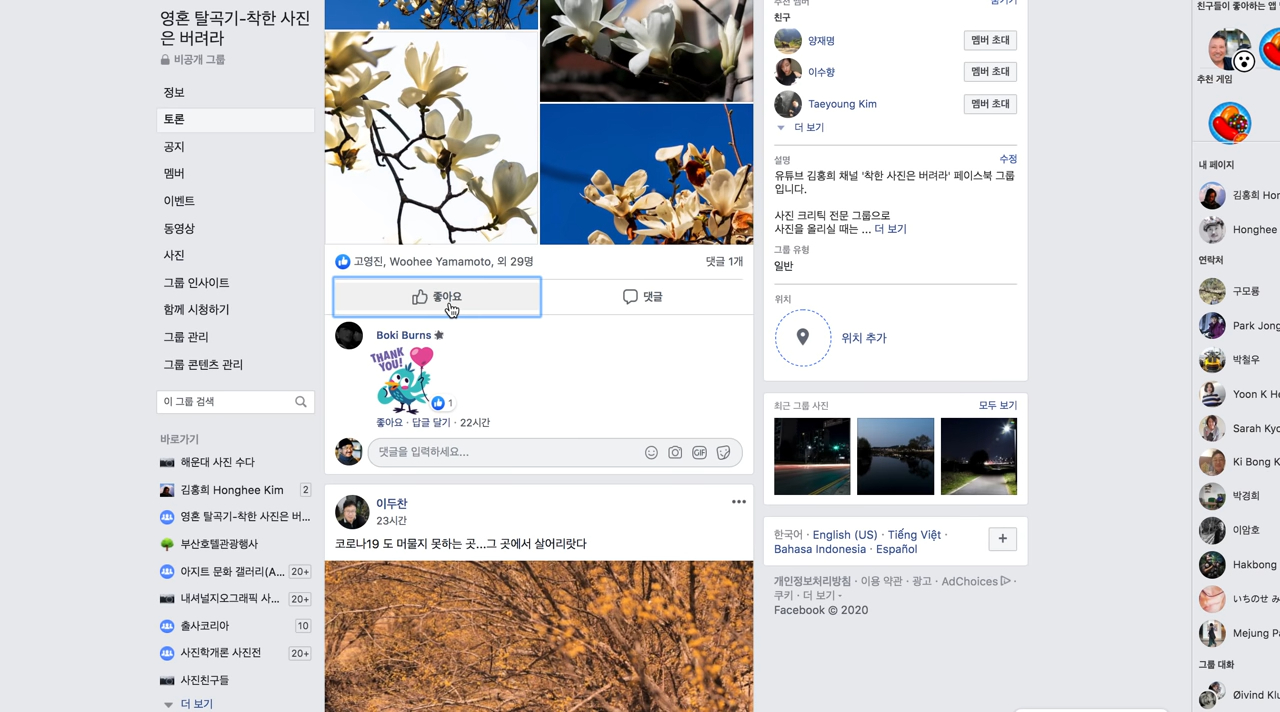 영혼 탈곡기-착한 사진
은 버려라
비공개 그룹
정보
토론
공지
멤버
이벤트
동영상
사진
그룹 인사이트
함께 시청하기
그룹 관리
그룹 콘텐츠 관리
이 그룹 검색
바로가기
해운대 사진 수다
김홍희 Honghee Kim 2
영혼 탈곡기-착한 사진은 버...
부산호텔관광행사
아지트 문화 갤러리(A... 20+
내셔널지오그래픽 사... 20+
출사코리아 10
사진학개론 사진전 20+
사진친구들
더 보기
고영진, Woohee Yamamoto, 외 29명
댓글 1개
좋아요
댓글
Boki Burns
THANK
YOU!
1
좋아요 · 답글 달기 · 22시간
댓글을 입력하세요...
GIF
이두찬
23시간
코로나19 도 머물지 못하는 곳...그 곳에서 살어리랏다
친구
양재명 멤버 초대
이수향 멤버 초대
Taeyoung Kim 멤버 초대
더 보기
설명 수정
유튜브 김홍희 채널 '착한 사진은 버려라' 페이스북 그룹
입니다.
사진 크리틱 전문 그룹으로
사진을 올리실 때는 ... 더 보기
그룹 유형
일반
위치
위치 추가
최근 그룹 사진 모두 보기
한국어 · English (US) · Tiếng Việt ·
Bahasa Indonesia · Español
개인정보처리방침 · 이용 약관 · 광고 · AdChoices ·
쿠키 · 더 보기
Facebook © 2020
친구들이 좋아하는 앱
추천 게임
내 페이지
김홍희 Hon
Honghee
연락처
구모룡
Park Jong
박철우
Yoon K He
Sarah Kyo
Ki Bong K
박경희
이암호
Hakbong
いちのせ み
Mejung Pa
그룹 대화
Øivind Klu